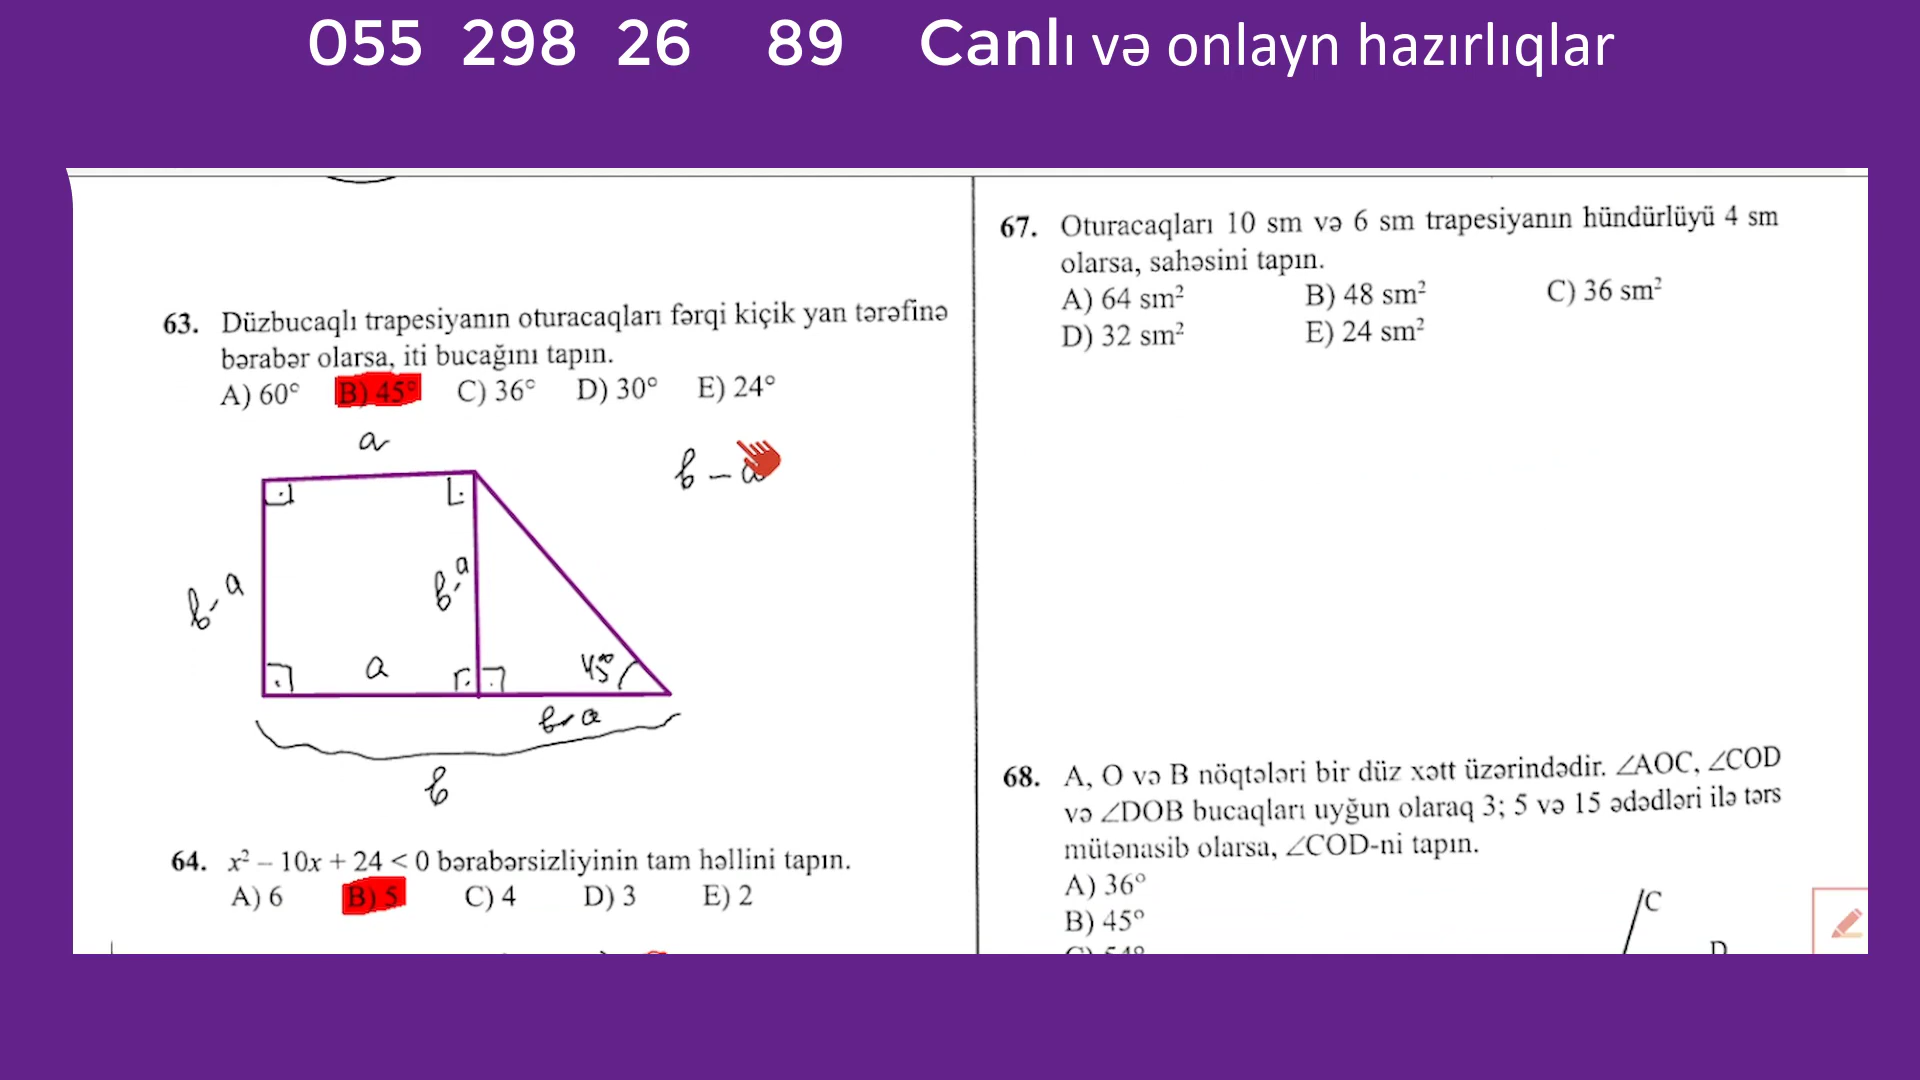 055 298 26 89 Canlı və onlayn hazırlıqlar
63. Düzbucaqlı trapesiyanın oturacaqları fərqi kiçik yan tərəfinə
bərabər olarsa, iti bucağını tapın.
A) 60° B) 45° C) 36° D) 30° E) 24°
a
b - a
b - a
b - a
a
45°
b - a
b
64. x² – 10x + 24 < 0 bərabərsizliyinin tam həllini tapın.
A) 6 B) 5 C) 4 D) 3 E) 2
67. Oturacaqları 10 sm və 6 sm trapesiyanın hündürlüyü 4 sm
olarsa, sahəsini tapın.
A) 64 sm² B) 48 sm² C) 36 sm²
D) 32 sm² E) 24 sm²
68. A, O və B nöqtələri bir düz xətt üzərindədir. ∠AOC, ∠COD
və ∠DOB bucaqları uyğun olaraq 3; 5 və 15 ədədləri ilə tərs
mütənasib olarsa, ∠COD-ni tapın.
A) 36°
B) 45°
C) 54°
C
D